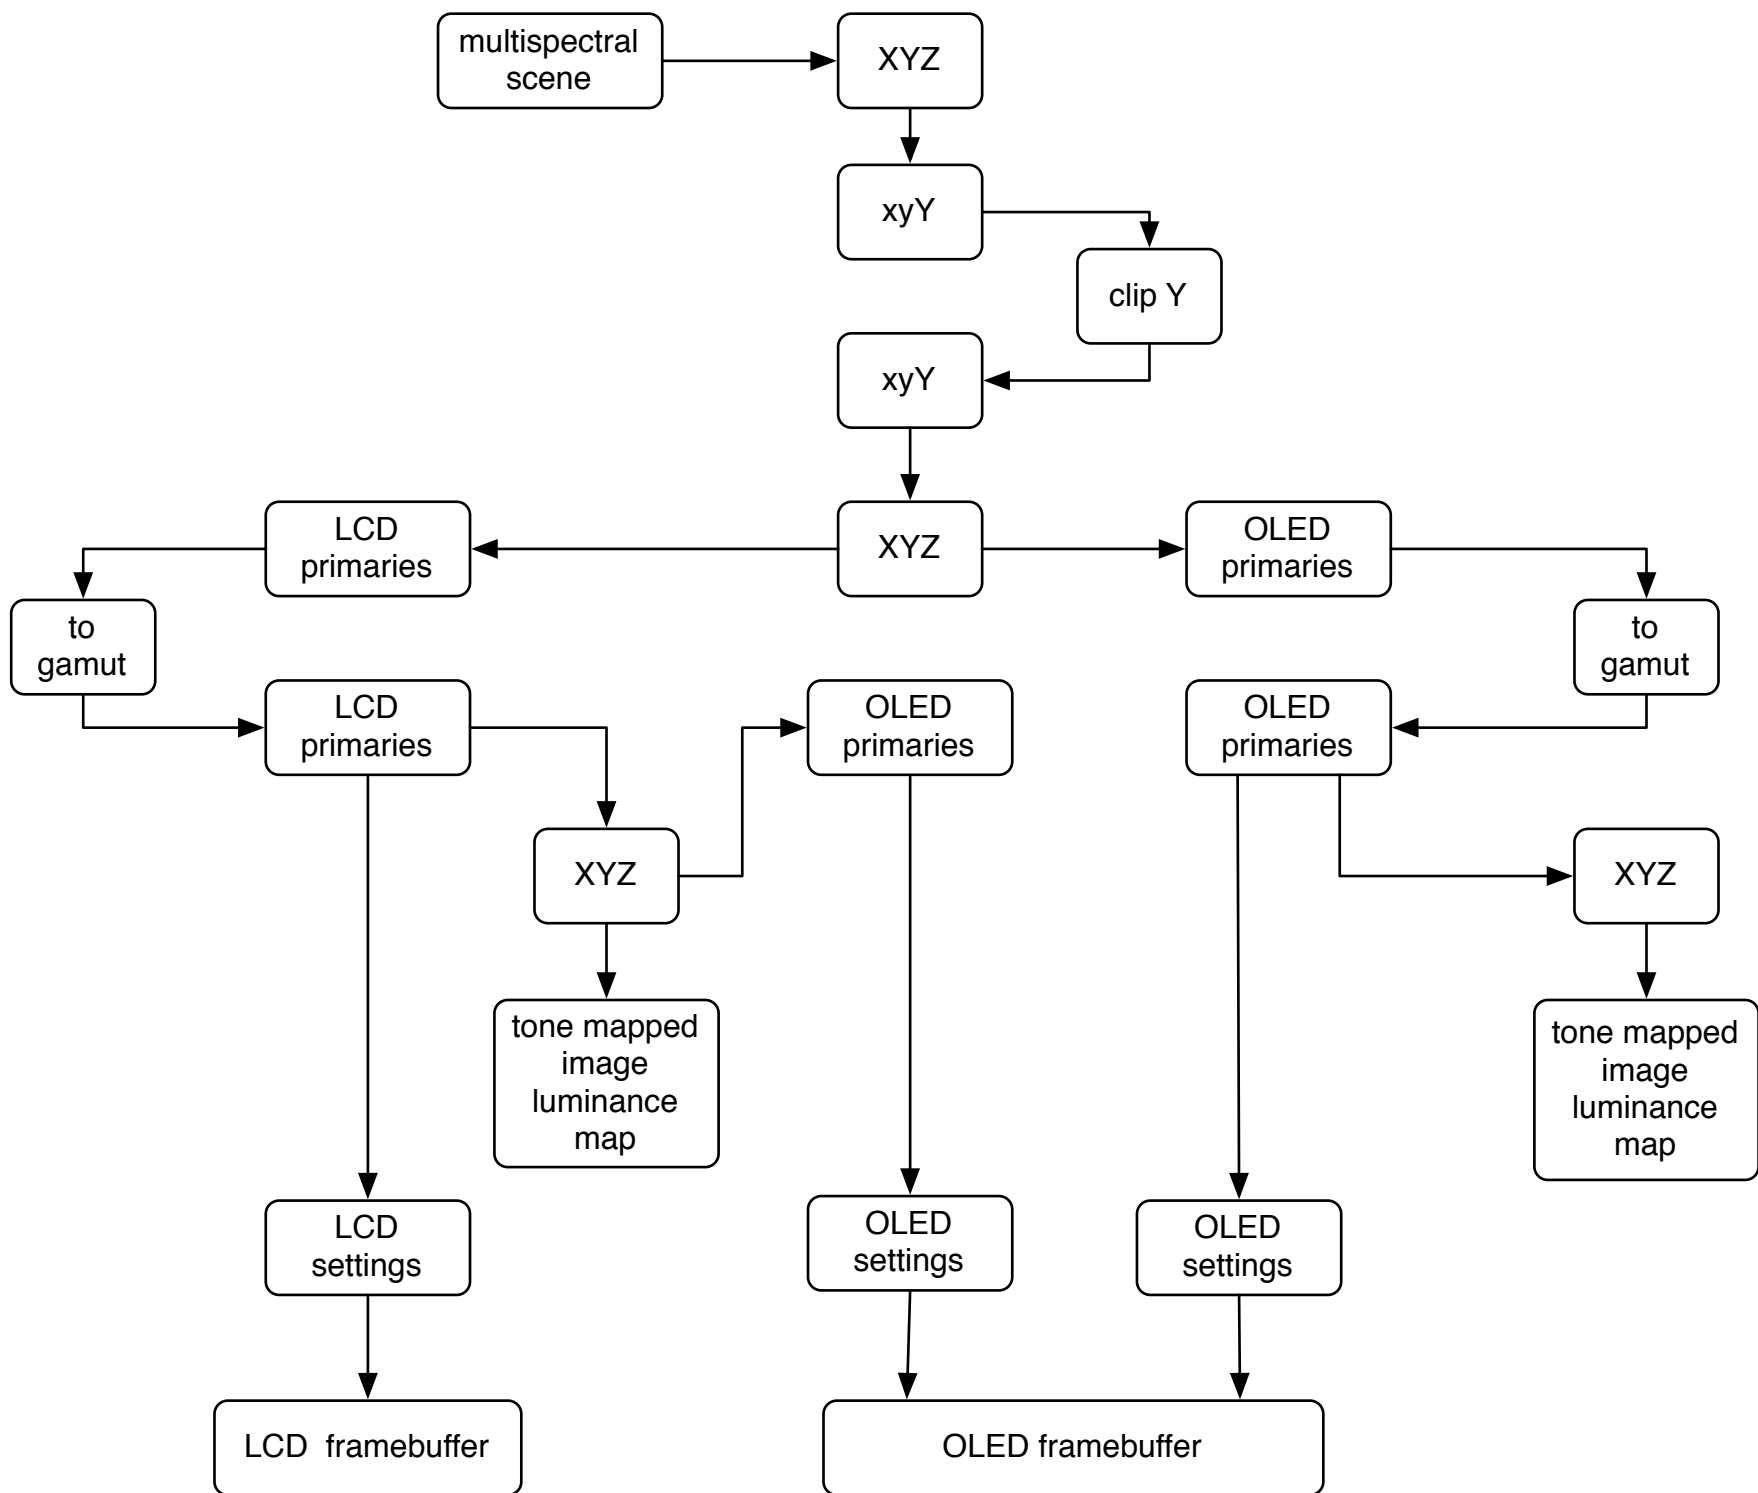 multispectral
scene
XYZ
xyY
clip Y
xyY
LCD
primaries
XYZ
OLED
primaries
to
gamut
to
gamut
LCD
primaries
OLED
primaries
OLED
primaries
XYZ
XYZ
tone mapped
image
luminance
map
tone mapped
image
luminance
map
LCD
settings
OLED
settings
OLED
settings
LCD framebuffer
OLED framebuffer